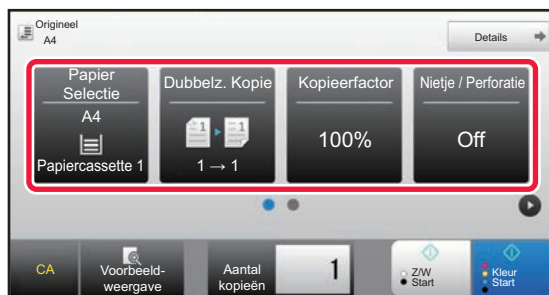 Origineel
A4
Details
Papier
Selectie
A4
Papiercassette 1
Dubbelz. Kopie
1 → 1
Kopieerfactor
100%
Nietje / Perforatie
Off
CA
Voorbeeld-
weergave
Aantal
kopieën
1
Z/W
Start
Kleur
Start